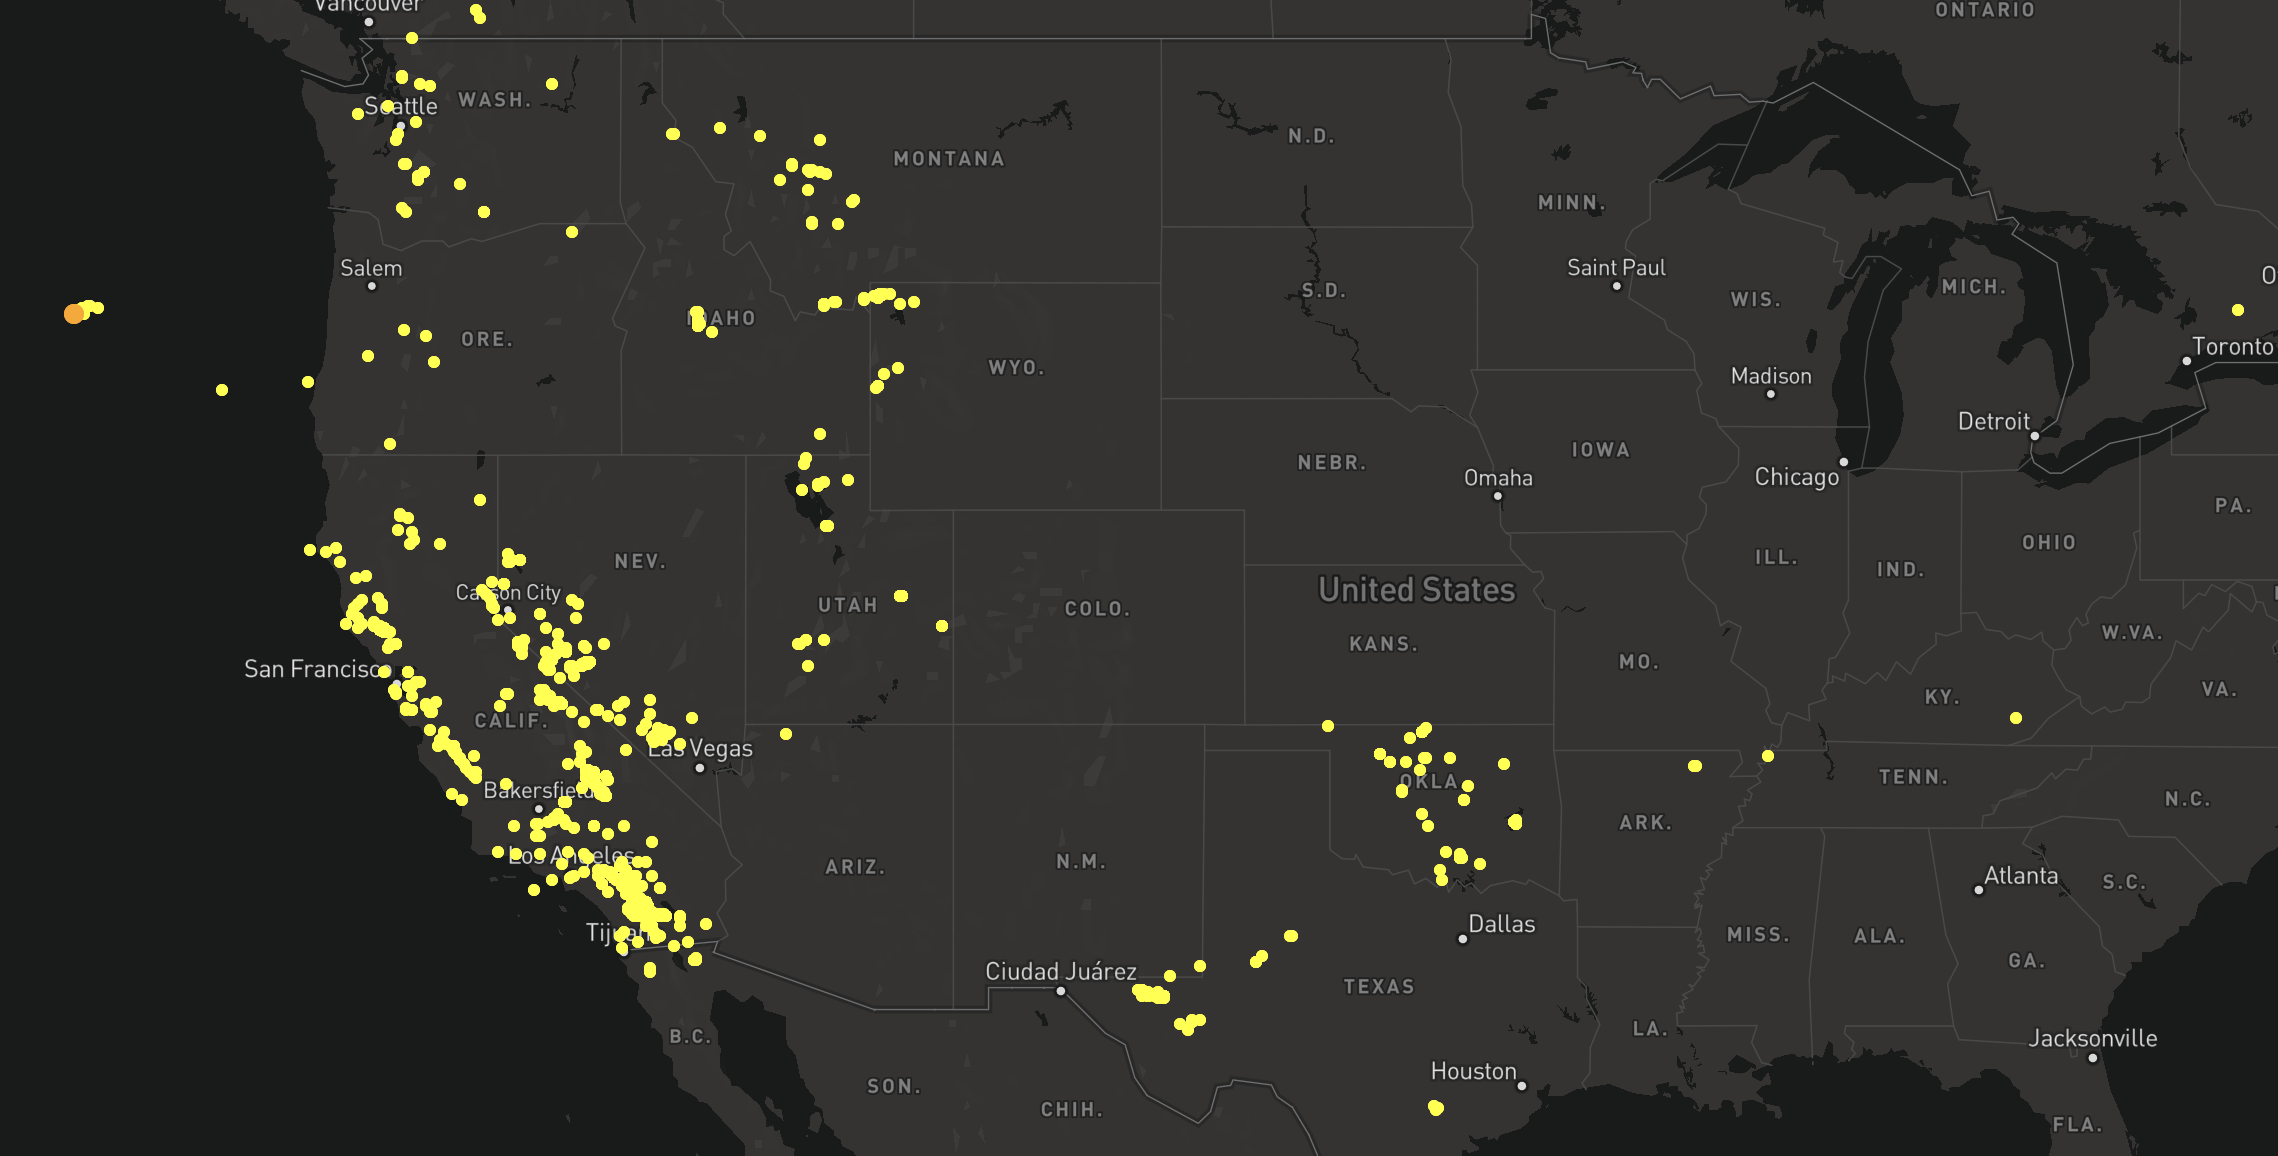 Vancouver
ONTARIO
Seattle
WASH.
MONTANA
N.D.
MINN.
Salem
Saint Paul
S.D.
WIS.
MICH.
IDAHO
ORE.
WYO.
Toronto
Madison
Detroit
IOWA
NEBR.
Omaha
Chicago
PA.
NEV.
ILL.
IND.
OHIO
Carson City
UTAH
COLO.
United States
KANS.
W.VA.
MO.
San Francisco
VA.
KY.
CALIF.
Las Vegas
TENN.
OKLA.
Bakersfield
N.C.
ARK.
Los Angeles
ARIZ.
N.M.
Atlanta
S.C.
Dallas
Tijuana
MISS.
ALA.
GA.
Ciudad Juárez
TEXAS
LA.
B.C.
Jacksonville
Houston
SON.
CHIH.
FLA.